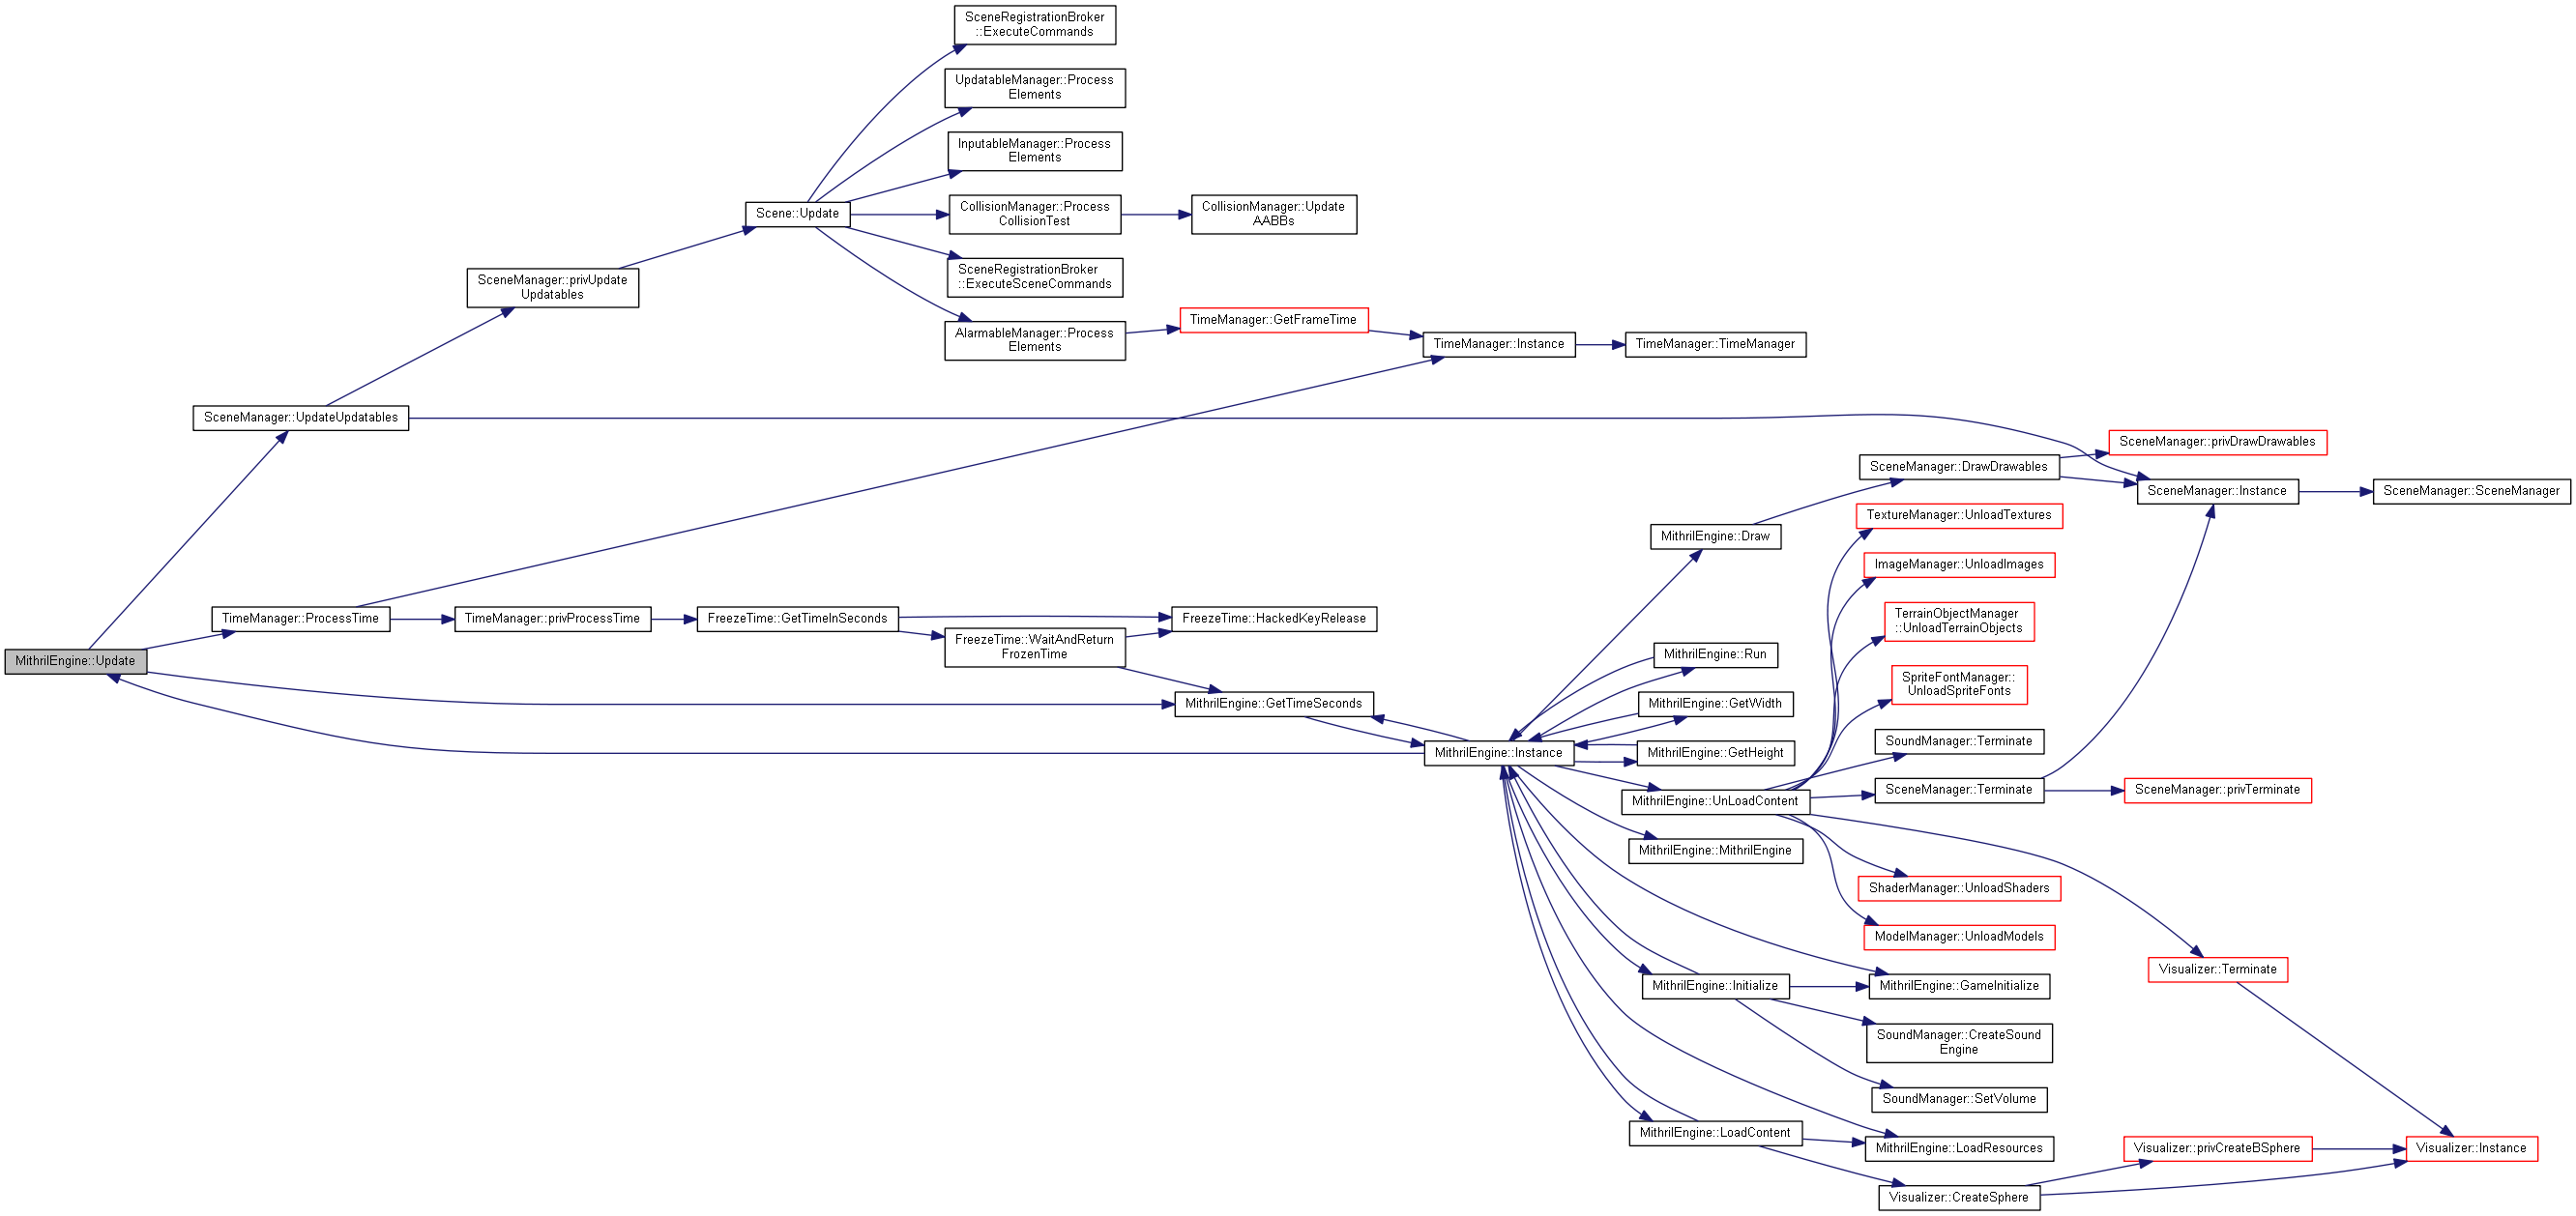 SceneRegistrationBroker
::ExecuteCommands
UpdatableManager::Process
Elements
InputableManager::Process
Elements
Scene::Update
CollisionManager::Process
CollisionTest
CollisionManager::Update
AABBs
SceneManager::privUpdate
Updatables
SceneRegistrationBroker
::ExecuteSceneCommands
AlarmableManager::Process
Elements
TimeManager::GetFrameTime
TimeManager::Instance
TimeManager::TimeManager
SceneManager::UpdateUpdatables
SceneManager::privDrawDrawables
SceneManager::DrawDrawables
SceneManager::Instance
SceneManager::SceneManager
TextureManager::UnloadTextures
MithrilEngine::Draw
ImageManager::UnloadImages
TimeManager::ProcessTime
TimeManager::privProcessTime
FreezeTime::GetTimeInSeconds
FreezeTime::HackedKeyRelease
TerrainObjectManager
::UnloadTerrainObjects
MithrilEngine::Update
FreezeTime::WaitAndReturn
FrozenTime
MithrilEngine::Run
SpriteFontManager::
UnloadSpriteFonts
MithrilEngine::GetTimeSeconds
MithrilEngine::GetWidth
SoundManager::Terminate
MithrilEngine::Instance
MithrilEngine::GetHeight
SceneManager::Terminate
SceneManager::privTerminate
MithrilEngine::UnLoadContent
MithrilEngine::MithrilEngine
ShaderManager::UnloadShaders
ModelManager::UnloadModels
Visualizer::Terminate
MithrilEngine::Initialize
MithrilEngine::GameInitialize
SoundManager::CreateSound
Engine
SoundManager::SetVolume
MithrilEngine::LoadContent
MithrilEngine::LoadResources
Visualizer::privCreateBSphere
Visualizer::Instance
Visualizer::CreateSphere